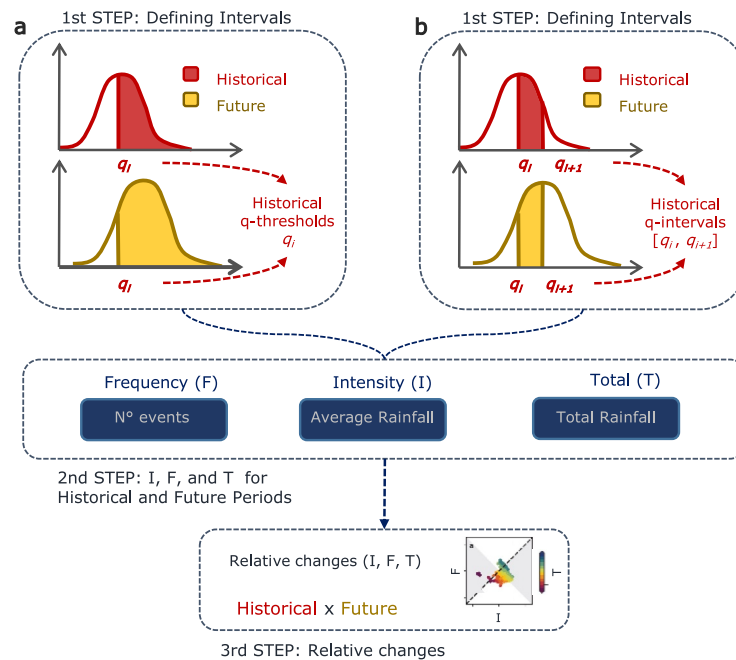 a
1st STEP: Defining Intervals
Historical
Future
qi
qi
Historical
q-thresholds
qi
b
1st STEP: Defining Intervals
Historical
Future
qi qi+1
qi qi+1
Historical
q-intervals
[qi , qi+1]
Frequency (F) Intensity (I) Total (T)
N° events Average Rainfall Total Rainfall
2nd STEP: I, F, and T for
Historical and Future Periods
Relative changes (I, F, T)
Historical x Future
a
F
I
T
3rd STEP: Relative changes